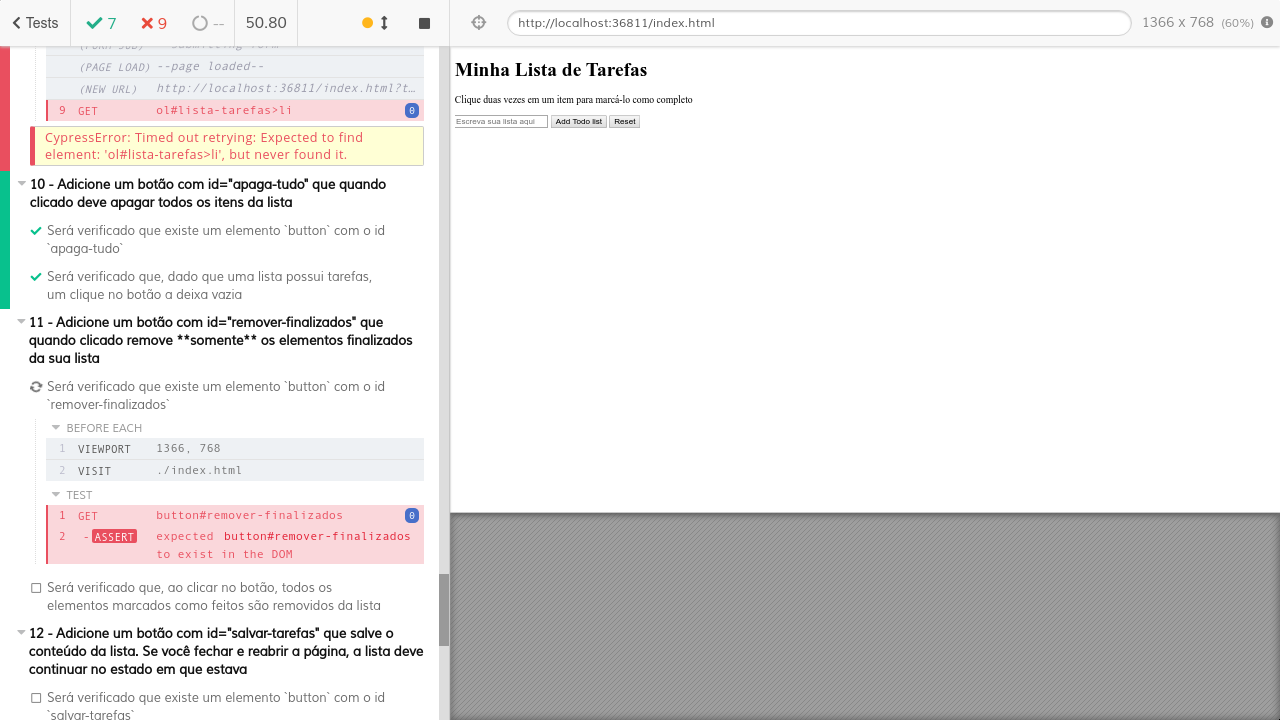 Tests
7
9
--
50.80
http://localhost:36811/index.html
1366 x 768 (60%)
(FORM SUB) --submitting form--
(PAGE LOAD) --page loaded--
(NEW URL) http://localhost:36811/index.html?t…
9 GET ol#lista-tarefas>li 0
CypressError: Timed out retrying: Expected to find
element: 'ol#lista-tarefas>li', but never found it.
10 - Adicione um botão com id="apaga-tudo" que quando
clicado deve apagar todos os itens da lista
Será verificado que existe um elemento `button` com o id
`apaga-tudo`
Será verificado que, dado que uma lista possui tarefas,
um clique no botão a deixa vazia
11 - Adicione um botão com id="remover-finalizados" que
quando clicado remove **somente** os elementos finalizados
da sua lista
Será verificado que existe um elemento `button` com o id
`remover-finalizados`
BEFORE EACH
1 VIEWPORT 1366, 768
2 VISIT ./index.html
TEST
1 GET button#remover-finalizados 0
2 -ASSERT expected button#remover-finalizados
to exist in the DOM
Será verificado que, ao clicar no botão, todos os
elementos marcados como feitos são removidos da lista
12 - Adicione um botão com id="salvar-tarefas" que salve o
conteúdo da lista. Se você fechar e reabrir a página, a lista deve
continuar no estado em que estava
Será verificado que existe um elemento `button` com o id
`salvar-tarefas`
Minha Lista de Tarefas
Clique duas vezes em um item para marcá-lo como completo
Escreva sua lista aqui Add Todo list Reset